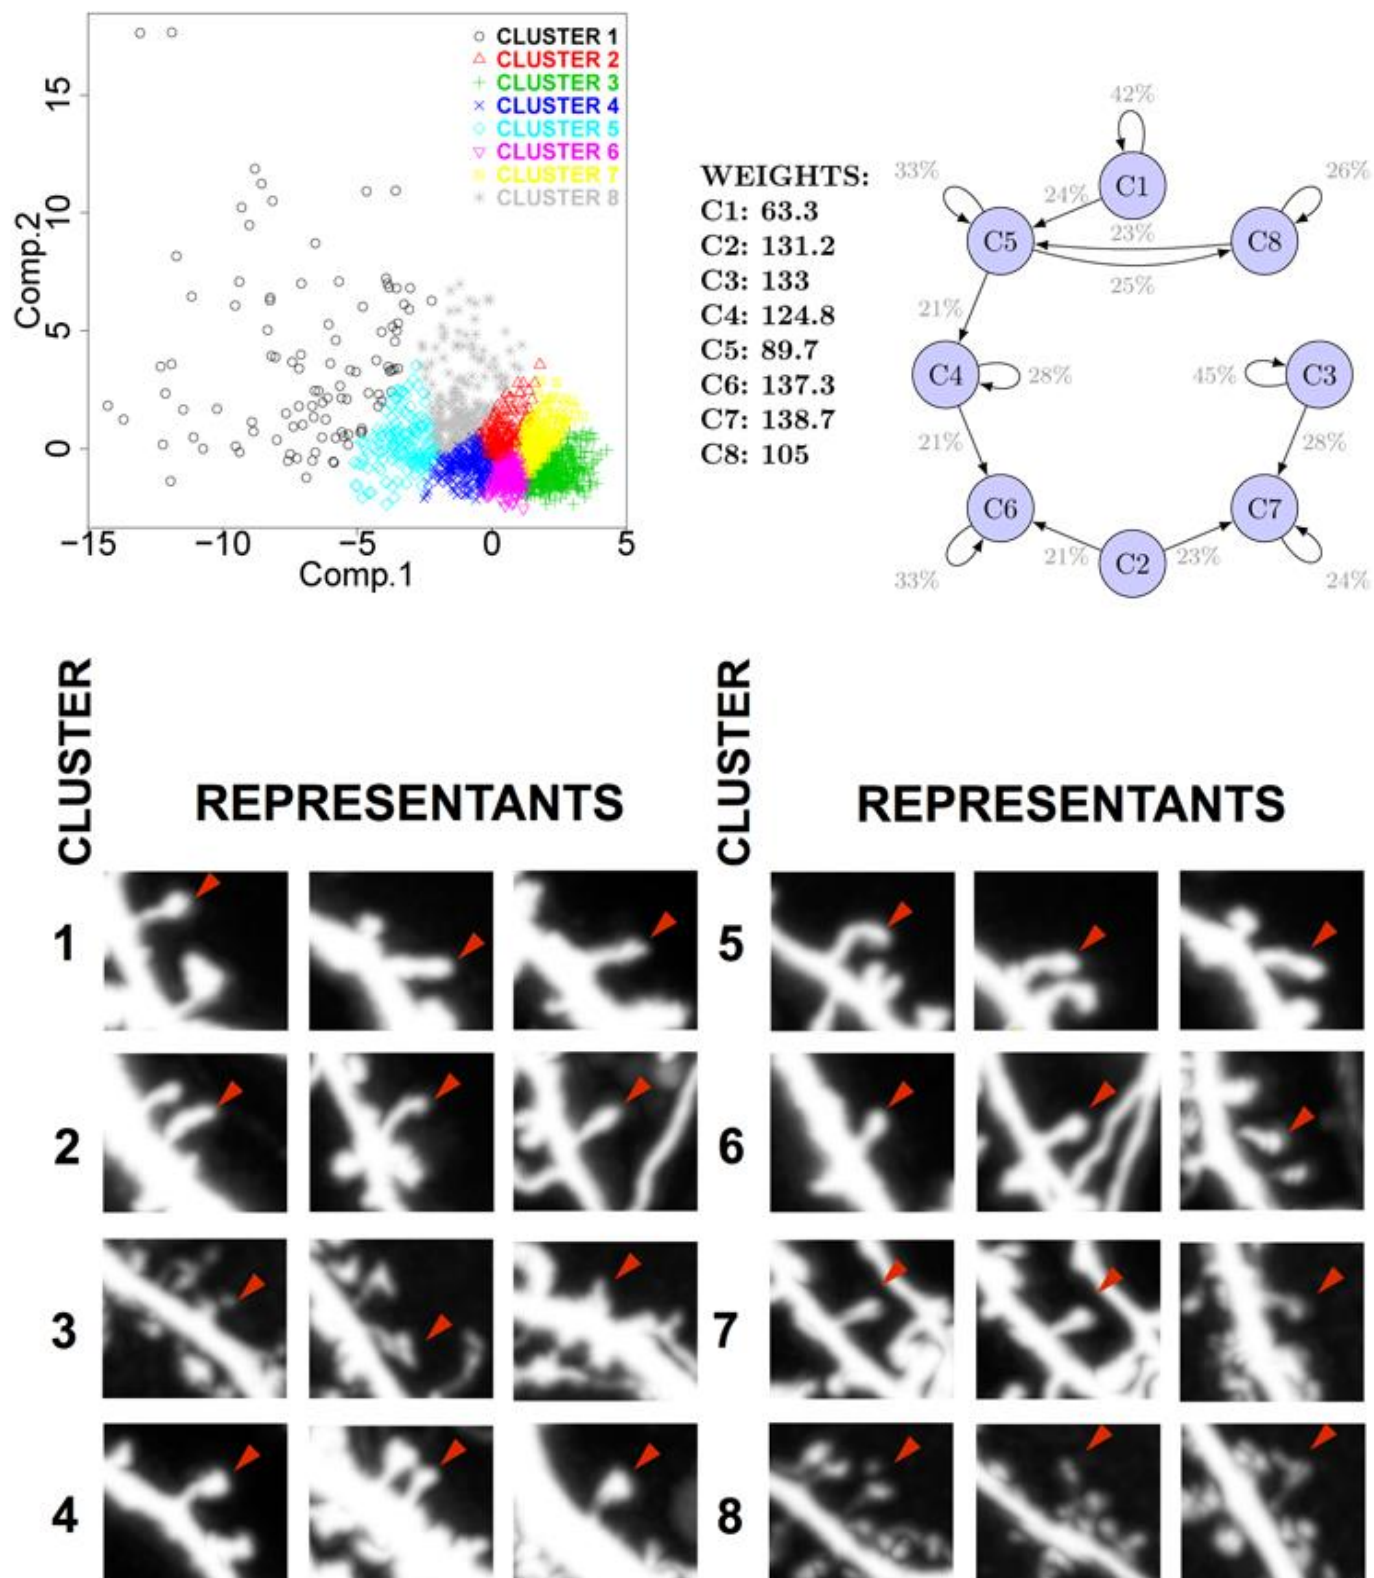 CLUSTER 1
CLUSTER 2
CLUSTER 3
CLUSTER 4
CLUSTER 5
CLUSTER 6
CLUSTER 7
CLUSTER 8
15
10
5
0
Comp.2
−15
−10
−5
0
5
Comp.1
WEIGHTS:
C1: 63.3
C2: 131.2
C3: 133
C4: 124.8
C5: 89.7
C6: 137.3
C7: 138.7
C8: 105
42%
C1
33%
24%
26%
C5
23%
C8
25%
21%
C4
28%
45%
C3
21%
28%
C6
C7
21%
C2
23%
33%
24%
CLUSTER
REPRESENTANTS
1
2
3
4
CLUSTER
REPRESENTANTS
5
6
7
8